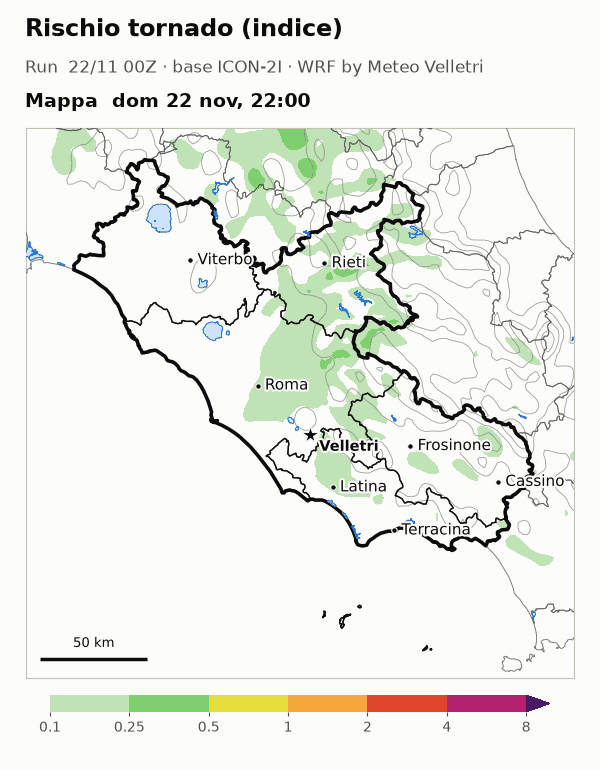 Rischio tornado (indice)
Run  22/11 00Z · base ICON-2I · WRF by Meteo Velletri
Mappa  dom 22 nov, 22:00
Viterbo
Rieti
Roma
Velletri
Frosinone
Cassino
Latina
Terracina
50 km
0.1 0.25 0.5 1 2 4 8